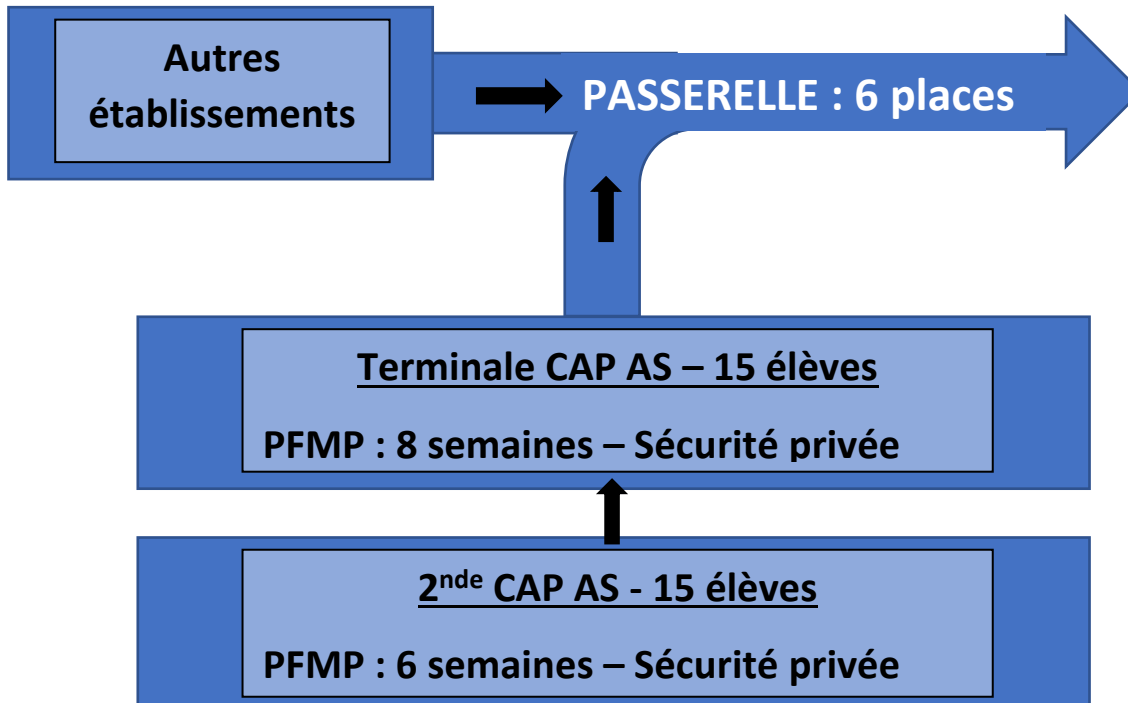 Autres
établissements
PASSERELLE : 6 places
Terminale CAP AS – 15 élèves
PFMP : 8 semaines – Sécurité privée
2nde CAP AS - 15 élèves
PFMP : 6 semaines – Sécurité privée